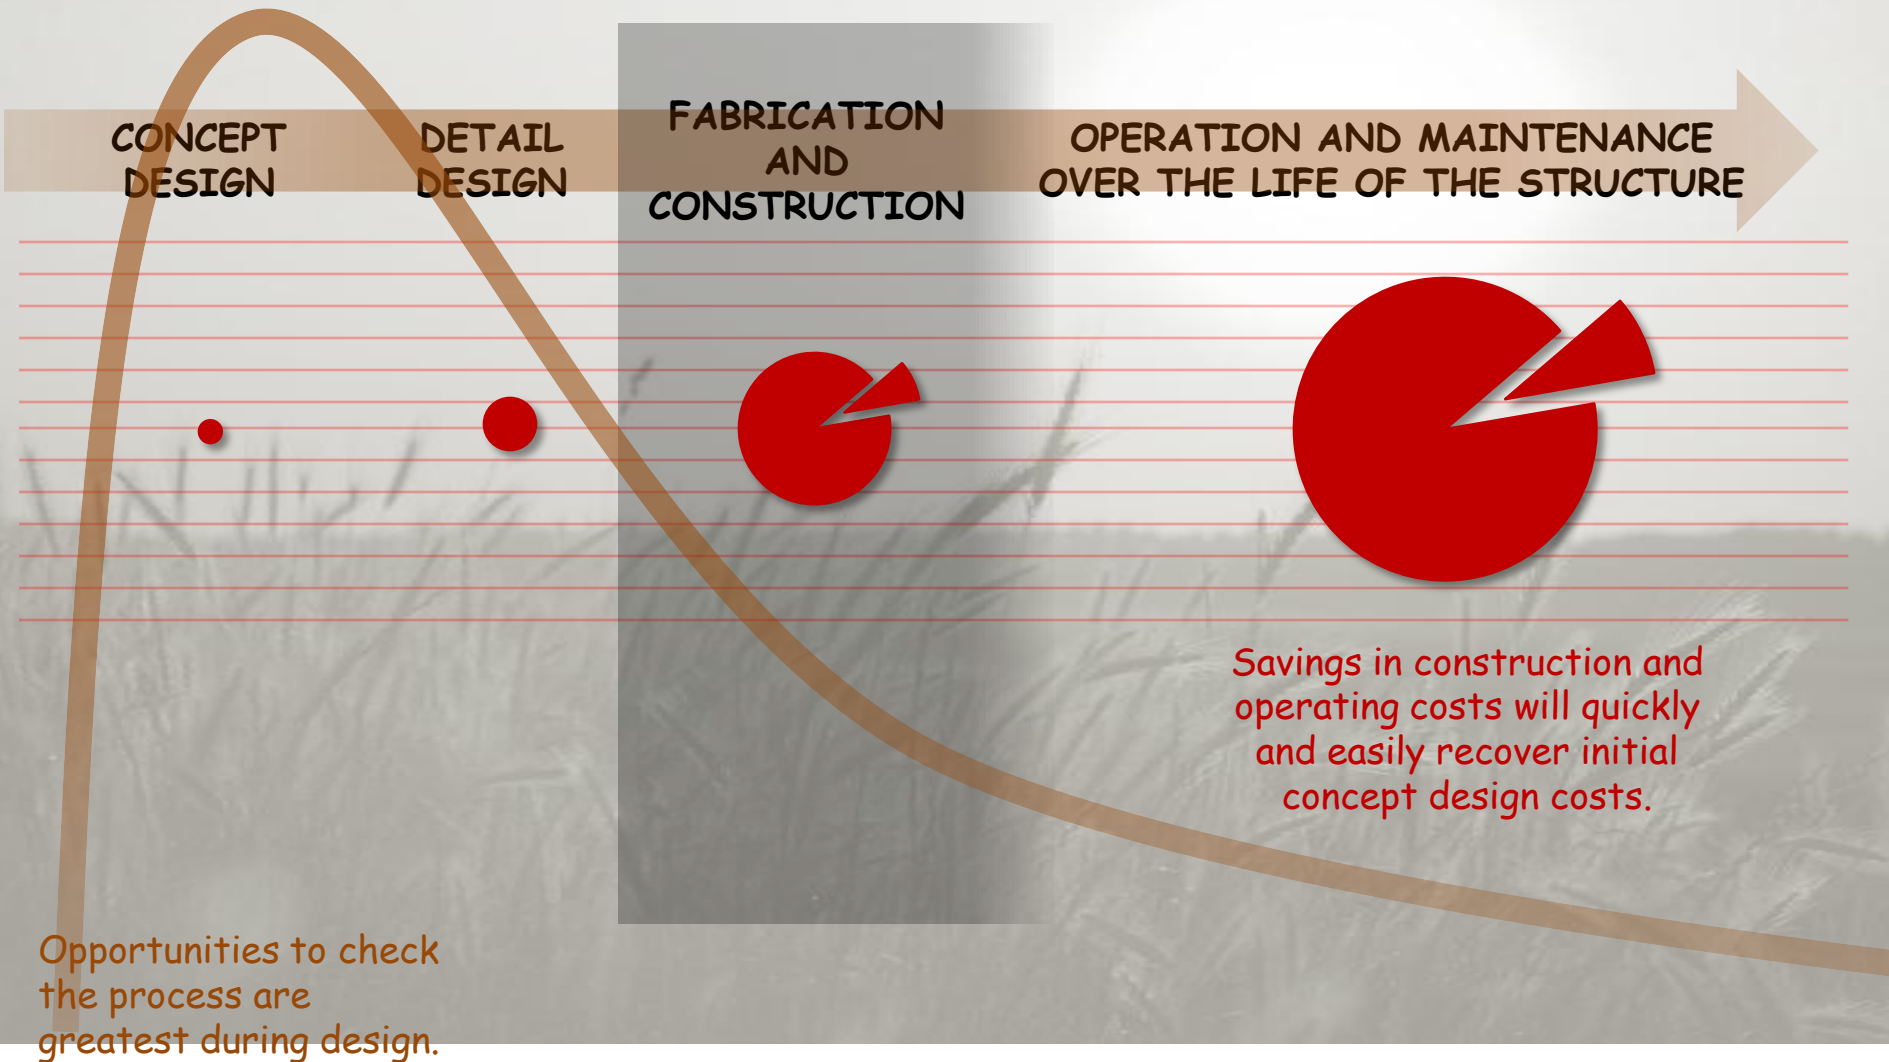 CONCEPT
DESIGN
DETAIL
DESIGN
FABRICATION
AND
CONSTRUCTION
OPERATION AND MAINTENANCE
OVER THE LIFE OF THE STRUCTURE
Savings in construction and
operating costs will quickly
and easily recover initial
concept design costs.
Opportunities to check
the process are
greatest during design.